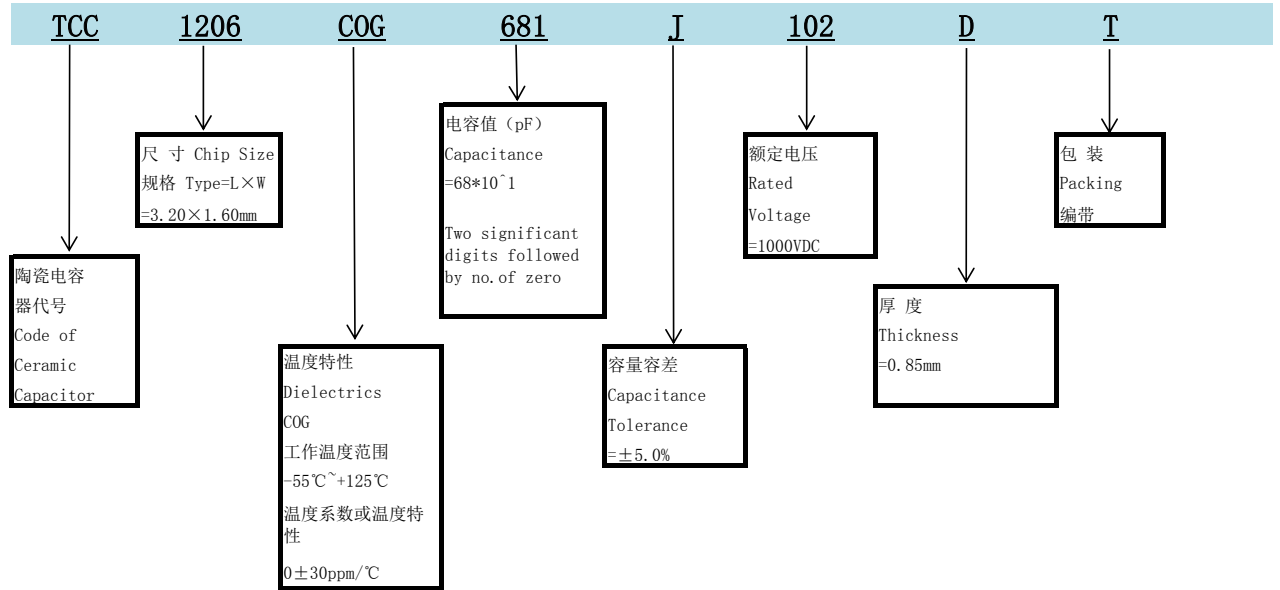 TCC 1206 COG 681 J 102 D T
陶瓷电容
器代号
Code of
Ceramic
Capacitor
尺 寸 Chip Size
规格 Type=L×W
=3.20×1.60mm
温度特性
Dielectrics
COG
工作温度范围
-55℃~+125℃
温度系数或温度特
性
0±30ppm/℃
电容值（pF）
Capacitance
=68*10^1
Two significant
digits followed
by no.of zero
容量容差
Capacitance
Tolerance
=±5.0%
额定电压
Rated
Voltage
=1000VDC
厚 度
Thickness
=0.85mm
包 装
Packing
编带